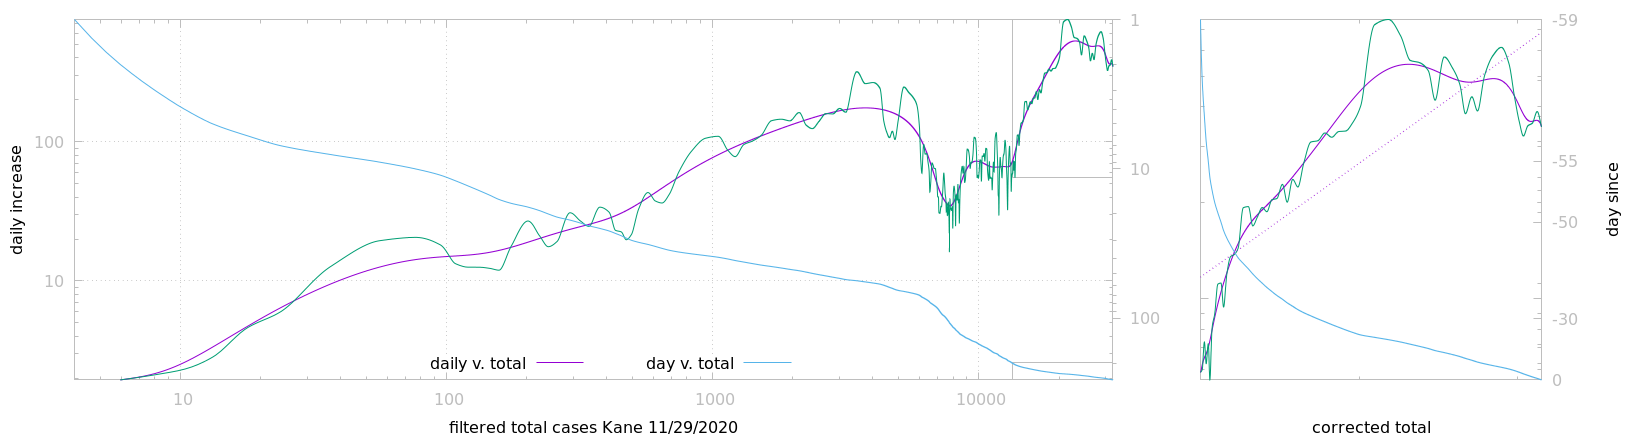 daily increase
100
10
daily v. total
day v. total
10
100
1000
10000
filtered total cases Kane 11/29/2020
1
10
100
-59
-55
-50
-30
0
day since
corrected total